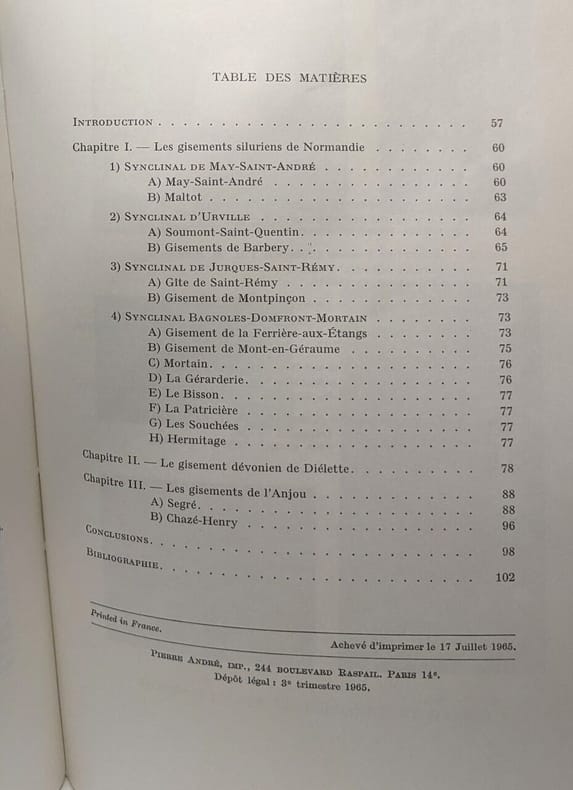 TABLE DES MATIÈRES
INTRODUCTION . . . . . . . . . . . . . . . . . . . . . . . 57
Chapitre I. — Les gisements siluriens de Normandie . . . . . . . . 60
1) SYNCLINAL DE MAY-SAINT-ANDRÉ . . . . . . . . . . . 60
A) May-Saint-André . . . . . . . . . . . . . . . 60
B) Maltot . . . . . . . . . . . . . . . . . . . 63
2) SYNCLINAL D'URVILLE . . . . . . . . . . . . . . . . 64
A) Soumont-Saint-Quentin. . . . . . . . . . . . . 64
B) Gisements de Barbery. . . . . . . . . . . . . . 65
3) SYNCLINAL DE JURQUES-SAINT-RÉMY. . . . . . . . . . 71
A) Gîte de Saint-Rémy . . . . . . . . . . . . . . 71
B) Gisement de Montpinçon . . . . . . . . . . . . 73
4) SYNCLINAL BAGNOLES-DOMFRONT-MORTAIN . . . . . . . . 73
A) Gisement de la Ferrière-aux-Étangs . . . . . . . . 73
B) Gisement de Mont-en-Géraume . . . . . . . . . 75
C) Mortain. . . . . . . . . . . . . . . . . . . 76
D) La Gérarderie. . . . . . . . . . . . . . . . . 76
E) Le Bisson. . . . . . . . . . . . . . . . . . 77
F) La Patricière . . . . . . . . . . . . . . . . . 77
G) Les Souchées . . . . . . . . . . . . . . . . . 77
H) Hermitage . . . . . . . . . . . . . . . . . . 77
Chapitre II. — Le gisement dévonien de Diélette. . . . . . . . . . 78
Chapitre III. — Les gisements de l'Anjou . . . . . . . . . . . . 88
A) Segré. . . . . . . . . . . . . . . . . . . . 88
B) Chazé-Henry . . . . . . . . . . . . . . . . . 96
CONCLUSIONS. . . . . . . . . . . . . . . . . . . . . . . . 98
BIBLIOGRAPHIE. . . . . . . . . . . . . . . . . . . . . . . 102
Printed in France.
Achevé d'imprimer le 17 Juillet 1965.
PIERRE ANDRÉ, IMP., 244 BOULEVARD RASPAIL. PARIS 14e.
Dépôt légal : 3e trimestre 1965.